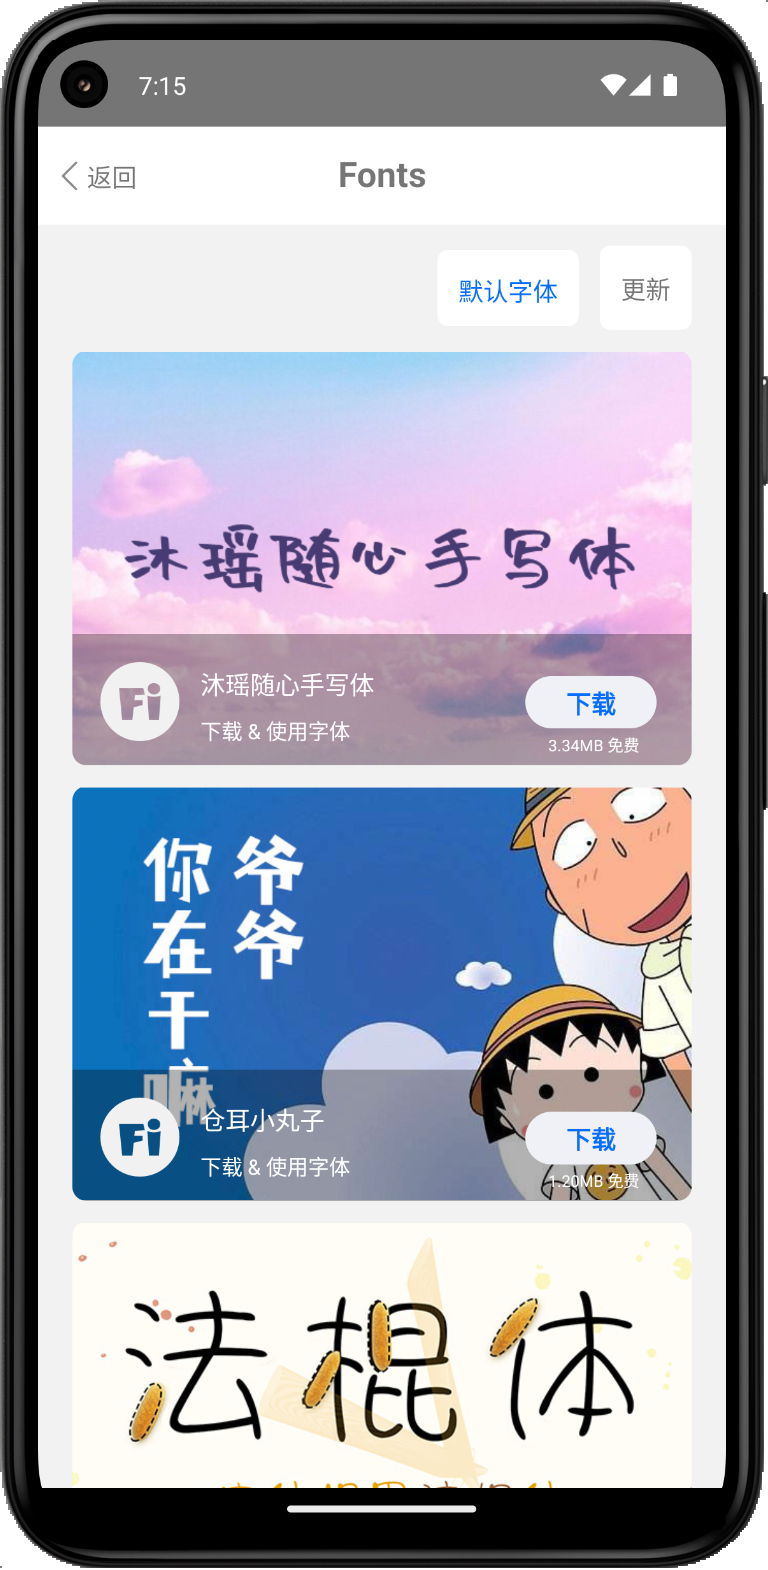 7:15
返回
Fonts
默认字体
更新
沐瑶随心手写体
Fi
沐瑶随心手写体
下载 & 使用字体
下载
3.34MB 免费
爷爷
你在干嘛
Fi
仓耳小丸子
下载 & 使用字体
下载
1.20MB 免费
法棍体